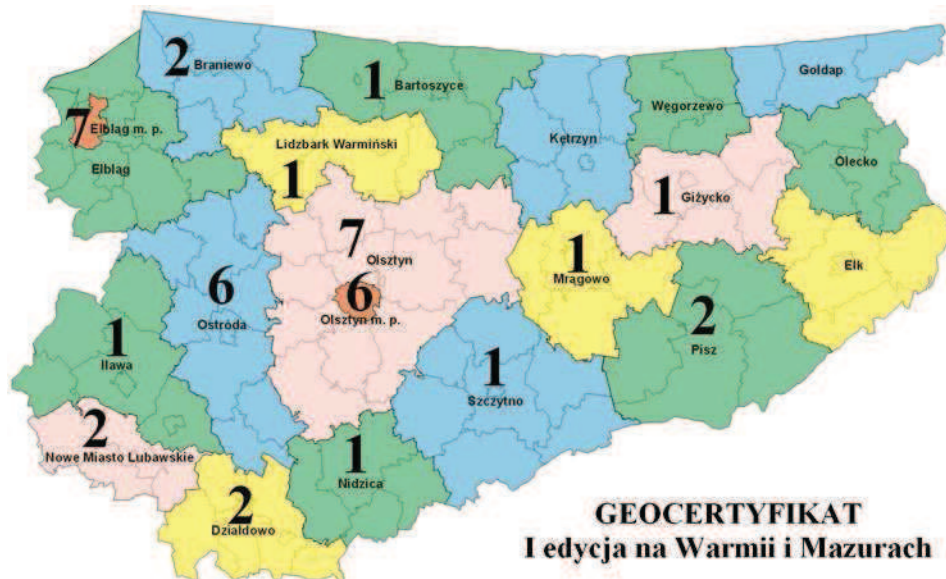 2
Braniewo
1
Bartoszyce
Gołdap
Węgorzewo
7
Elbląg m. p.
Kętrzyn
Lidzbark Warmiński
1
Elbląg
Olecko
1
Giżycko
7
Olsztyn
1
Mrągowo
Ełk
6
Ostróda
6
Olsztyn m. p.
2
Pisz
1
Iława
1
Szczytno
2
Nowe Miasto Lubawskie
1
Nidzica
2
Działdowo
GEOCERTYFIKAT
I edycja na Warmii i Mazurach